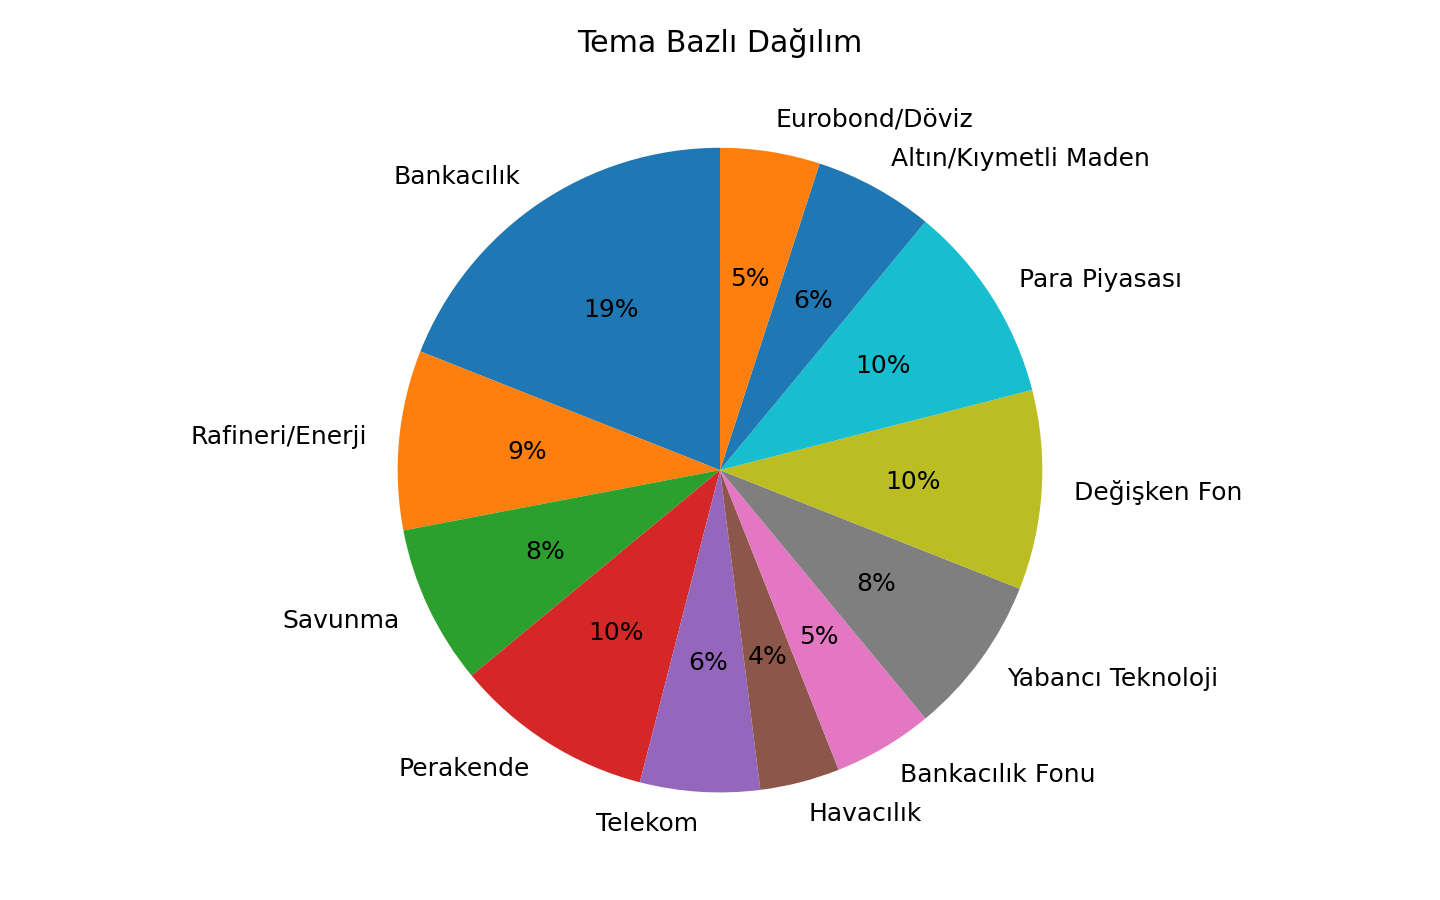 Tema Bazlı Dağılım
Eurobond/Döviz
Altın/Kıymetli Maden
Bankacılık
Para Piyasası
5%
6%
19%
10%
Rafineri/Enerji
9%
10%
Değişken Fon
8%
8%
Savunma
10%
5%
6%
4%
Yabancı Teknoloji
Perakende
Bankacılık Fonu
Havacılık
Telekom